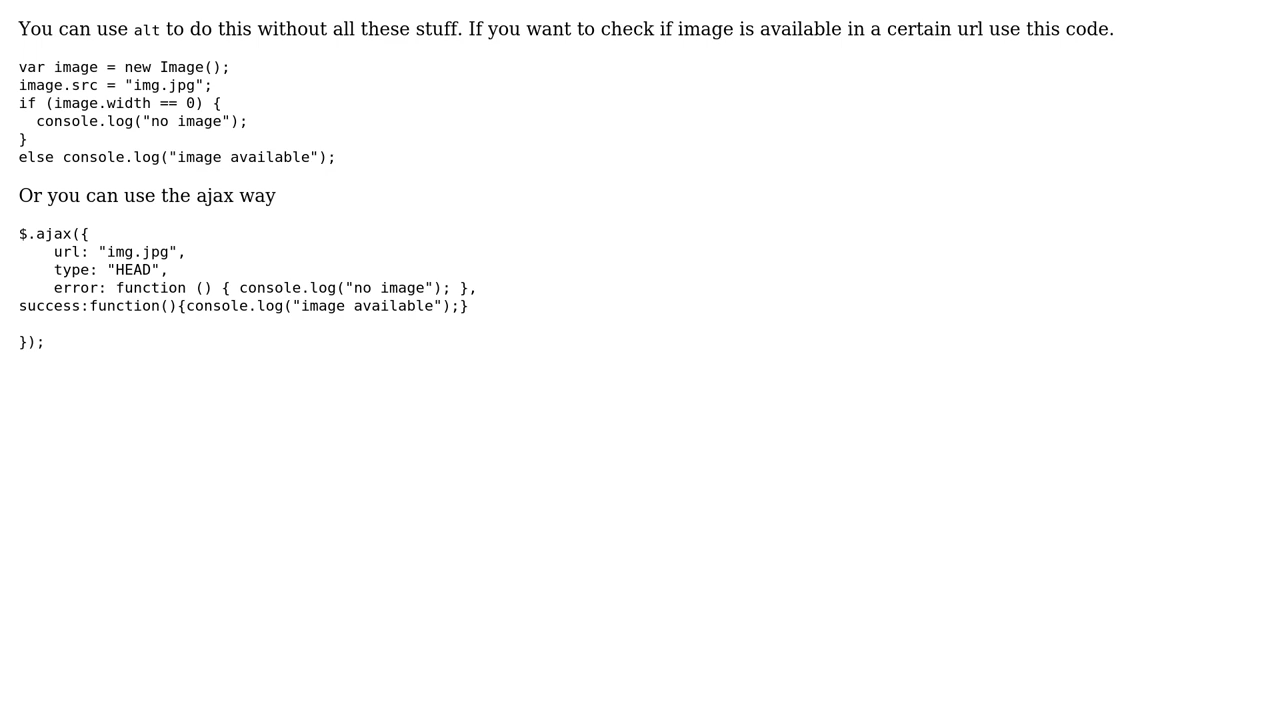 You can use alt to do this without all these stuff. If you want to check if image is available in a certain url use this code.
var image = new Image();
image.src = "img.jpg";
if (image.width == 0) {
  console.log("no image");
}
else console.log("image available");
Or you can use the ajax way
$.ajax({
    url: "img.jpg",
    type: "HEAD",
    error: function () { console.log("no image"); },
success:function(){console.log("image available");}
});